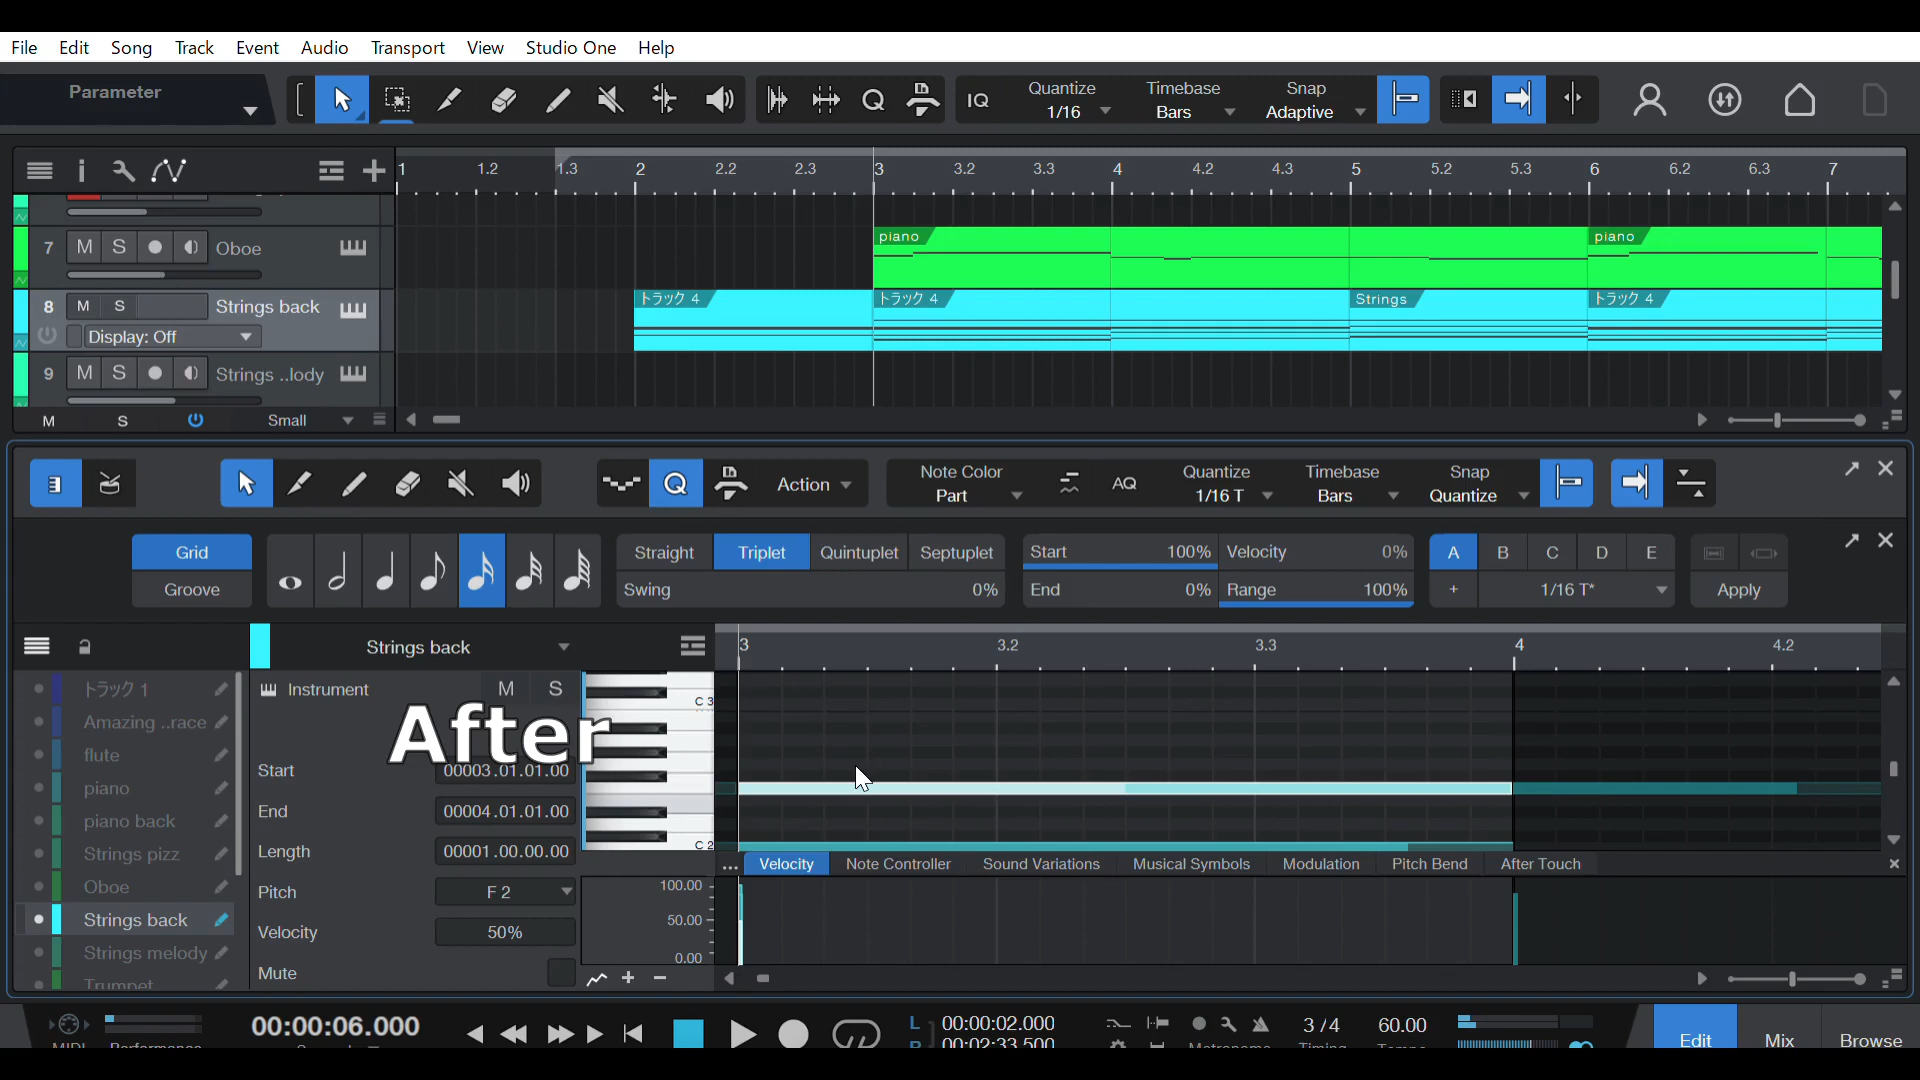 File Edit Song Track Event Audio Transport View Studio One Help
Parameter
IQ
Quantize
1/16
Timebase
Bars
Snap
Adaptive
1 1.2 1.3 2 2.2 2.3 3 3.2 3.3 4 4.2 4.3 5 5.2 5.3 6 6.2 6.3 7
7 M S Oboe
piano piano
8 M S Strings back
トラック 4 トラック 4 Strings トラック 4
Display: Off
9 M S Strings ..lody
M S Small
Action
Note Color
Part
AQ
Quantize
1/16 T
Timebase
Bars
Snap
Quantize
Grid
Groove
Straight Triplet Quintuplet Septuplet
Swing 0%
Start 100% Velocity 0%
End 0% Range 100%
A B C D E
+ 1/16 T* Apply
Strings back
3 3.2 3.3 4 4.2
トラック 1
Amazing ..race
flute
piano
piano back
Strings pizz
Oboe
Strings back
Strings melody
Trumpet
Instrument M S
After
Start 00003.01.01.00
End 00004.01.01.00
Length 00001.00.00.00
Pitch F 2
Velocity 50%
Mute
C 3
C 2
... Velocity Note Controller Sound Variations Musical Symbols Modulation Pitch Bend After Touch
100.00
50.00
0.00
MIDI Performance
00:00:06.000
L 00:00:02.000
R 00:02:33.500
Metronome
3 / 4
Timing
60.00
Tempo
Edit Mix Browse